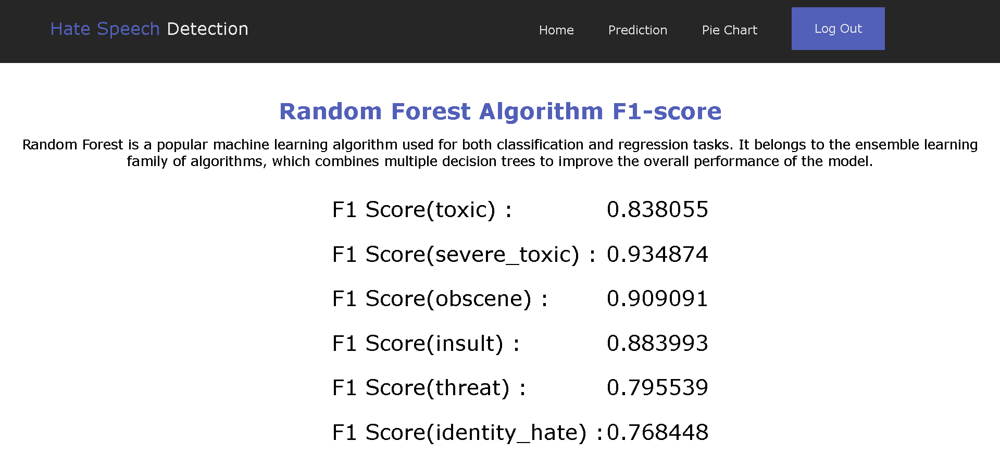 Hate Speech Detection
Home Prediction Pie Chart Log Out
Random Forest Algorithm F1-score
Random Forest is a popular machine learning algorithm used for both classification and regression tasks. It belongs to the ensemble learning
family of algorithms, which combines multiple decision trees to improve the overall performance of the model.
F1 Score(toxic) : 0.838055
F1 Score(severe_toxic) : 0.934874
F1 Score(obscene) : 0.909091
F1 Score(insult) : 0.883993
F1 Score(threat) : 0.795539
F1 Score(identity_hate) :0.768448